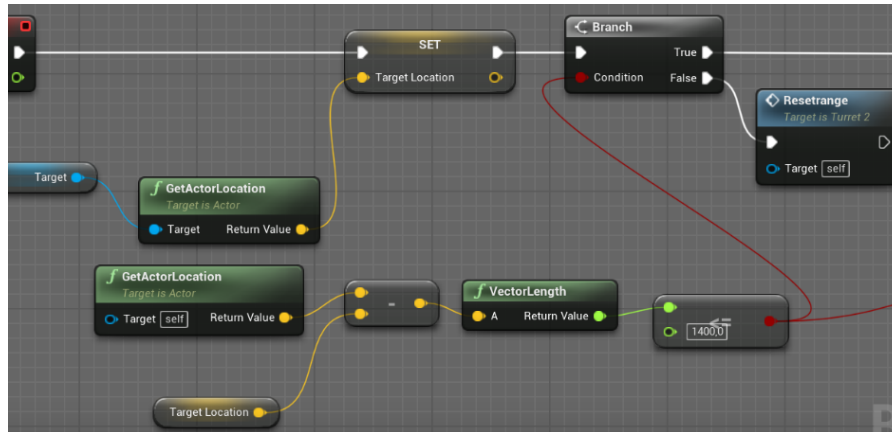 SET
Target Location
Branch
True
Condition
False
Resetrange
Target is Turret 2
Target self
Target
f GetActorLocation
Target is Actor
Target Return Value
f GetActorLocation
Target is Actor
Target self Return Value
-
f VectorLength
A Return Value
<=
1400,0
Target Location